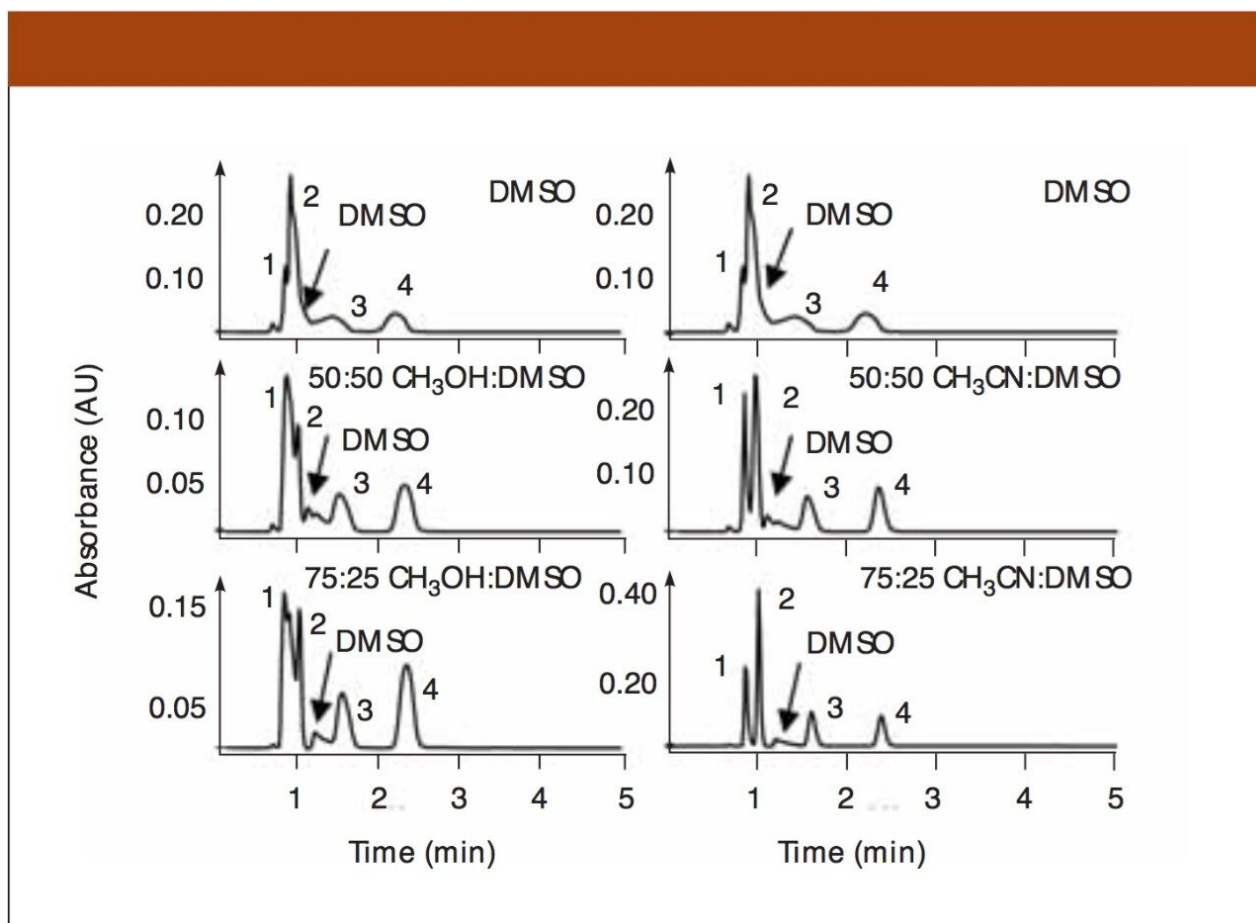 DMSO
0.20
0.10
1
2
DMSO
3
4
DMSO
0.20
0.10
1
2
DMSO
3
4
50:50 CH₃OH:DMSO
0.10
0.05
1
2
DMSO
3
4
50:50 CH₃CN:DMSO
0.20
0.10
1
2
DMSO
3
4
75:25 CH₃OH:DMSO
0.15
0.05
1
2
DMSO
3
4
75:25 CH₃CN:DMSO
0.40
0.20
1
2
DMSO
3
4
Absorbance (AU)
1 2 3 4 5
Time (min)
1 2 3 4 5
Time (min)